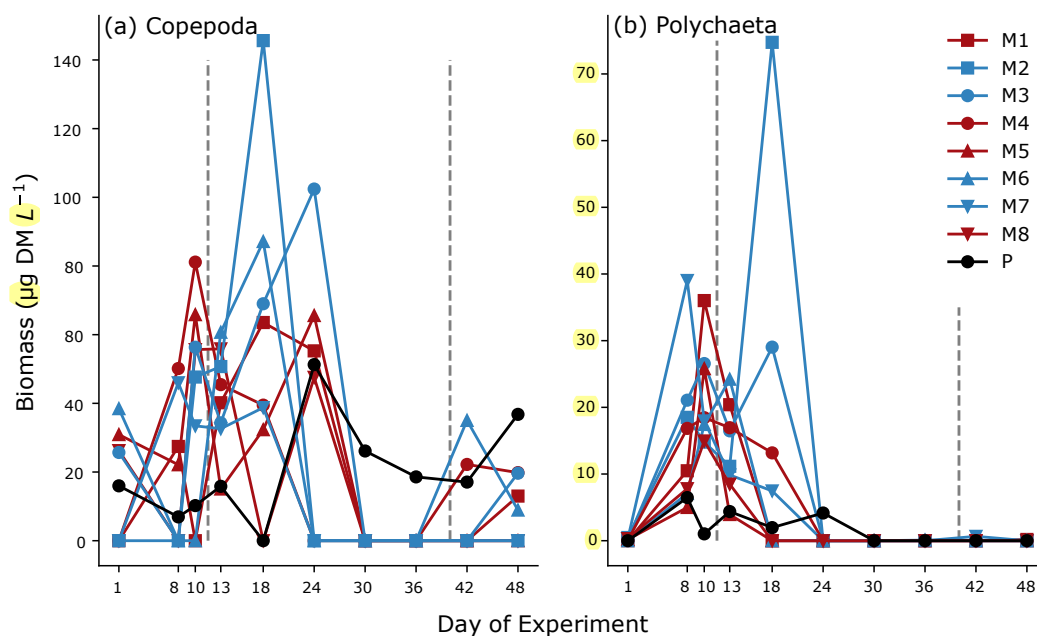 (a) Copepoda
(b) Polychaeta
Biomass (µg DM L⁻¹)
140
120
100
80
60
40
20
0
1 8 10 13 18 24 30 36 42 48
70
60
50
40
30
20
10
0
1 8 10 13 18 24 30 36 42 48
M1
M2
M3
M4
M5
M6
M7
M8
P
Day of Experiment